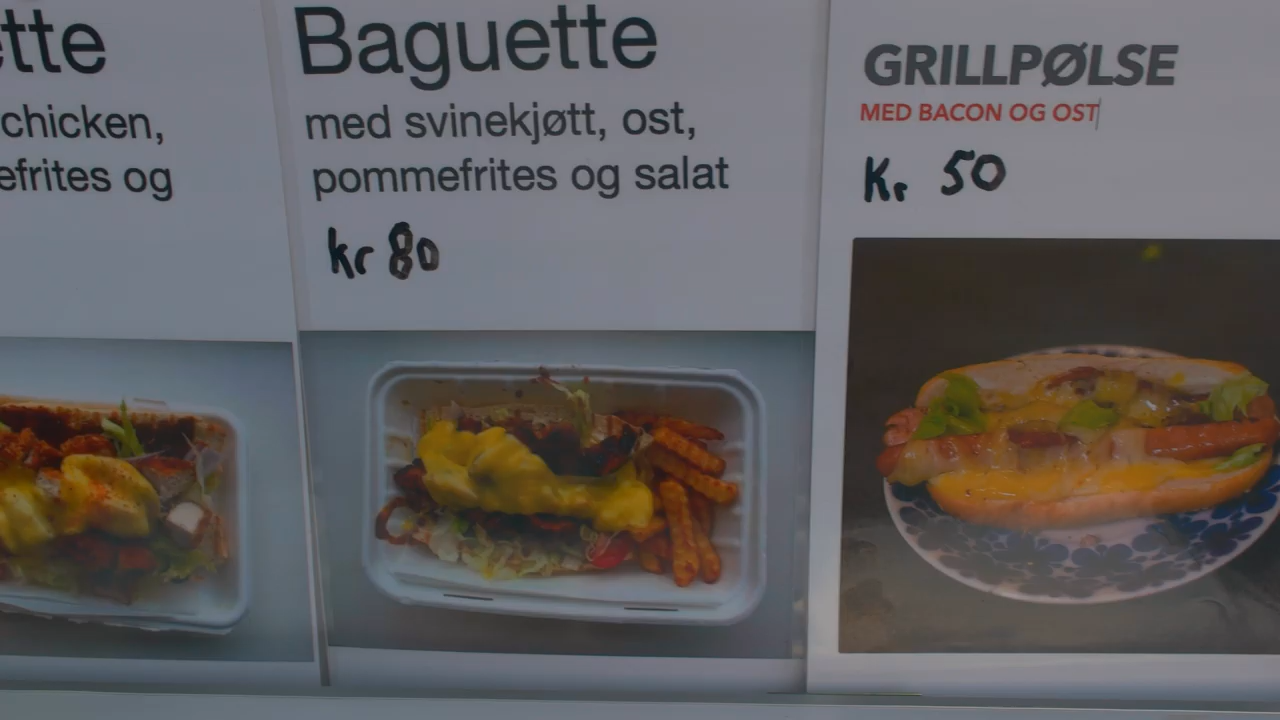 tte
chicken,
efrites og
Baguette
med svinekjøtt, ost,
pommefrites og salat
kr 80
GRILLPØLSE
MED BACON OG OST
Kr. 50